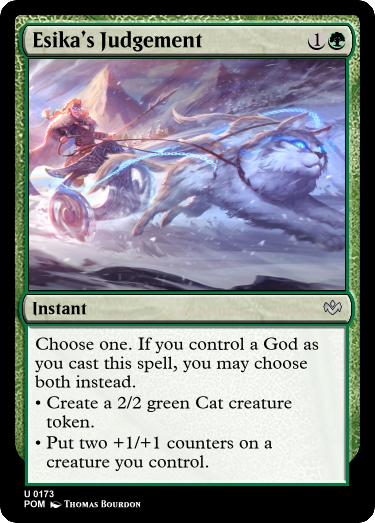 Esika's Judgement 1
Instant
Choose one. If you control a God as
you cast this spell, you may choose
both instead.
• Create a 2/2 green Cat creature
token.
• Put two +1/+1 counters on a
creature you control.
U 0173
POM Thomas Bourdon